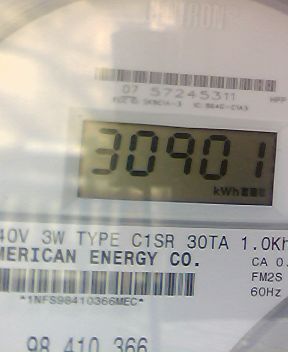 07 57245311
30901
kWh
40V 3W TYPE C1SR 30TA 1.0Kh
MERICAN ENERGY CO.
CA 0.
FM2S
60Hz
*1NFS98410366MEC*
98 410 366